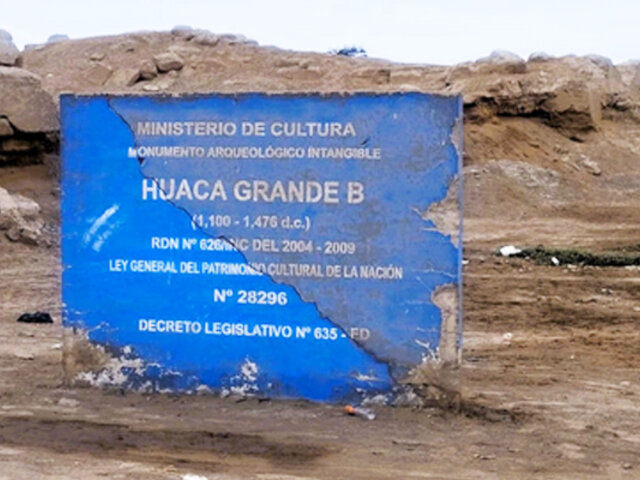 MINISTERIO DE CULTURA
MONUMENTO ARQUEOLÓGICO INTANGIBLE
HUACA GRANDE B
(1,100 - 1,476 d.c.)
RDN Nº 626/INC DEL 2004 - 2009
LEY GENERAL DEL PATRIMONIO CULTURAL DE LA NACIÓN
Nº 28296
DECRETO LEGISLATIVO Nº 635 - ED